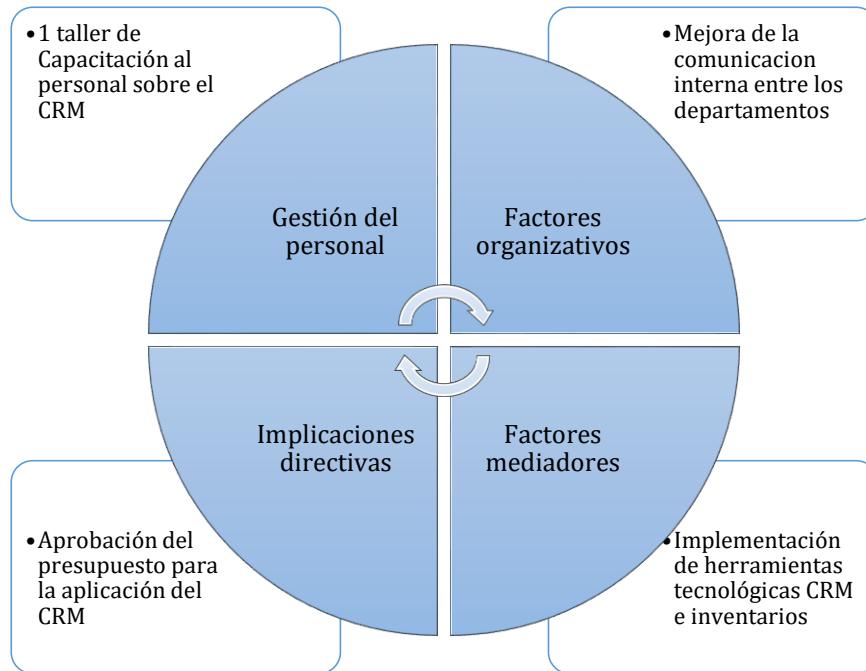 •1 taller de
Capacitación al
personal sobre el
CRM
•Mejora de la
comunicacion
interna entre los
departamentos
Gestión del
personal
Factores
organizativos
Implicaciones
directivas
Factores
mediadores
•Aprobación del
presupuesto para
la aplicación del
CRM
•Implementación
de herramientas
tecnológicas CRM
e inventarios